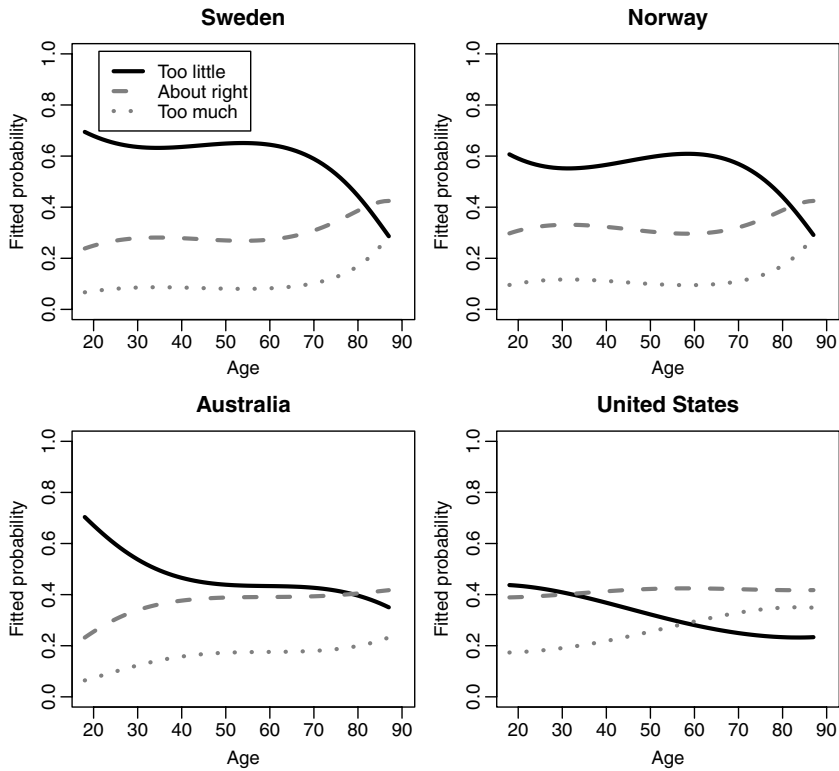 Sweden
1.0
0.8
0.6
0.4
0.2
0.0
Fitted probability
Too little
About right
Too much
20 30 40 50 60 70 80 90
Age
Norway
1.0
0.8
0.6
0.4
0.2
0.0
Fitted probability
20 30 40 50 60 70 80 90
Age
Australia
1.0
0.8
0.6
0.4
0.2
0.0
Fitted probability
20 30 40 50 60 70 80 90
Age
United States
1.0
0.8
0.6
0.4
0.2
0.0
Fitted probability
20 30 40 50 60 70 80 90
Age